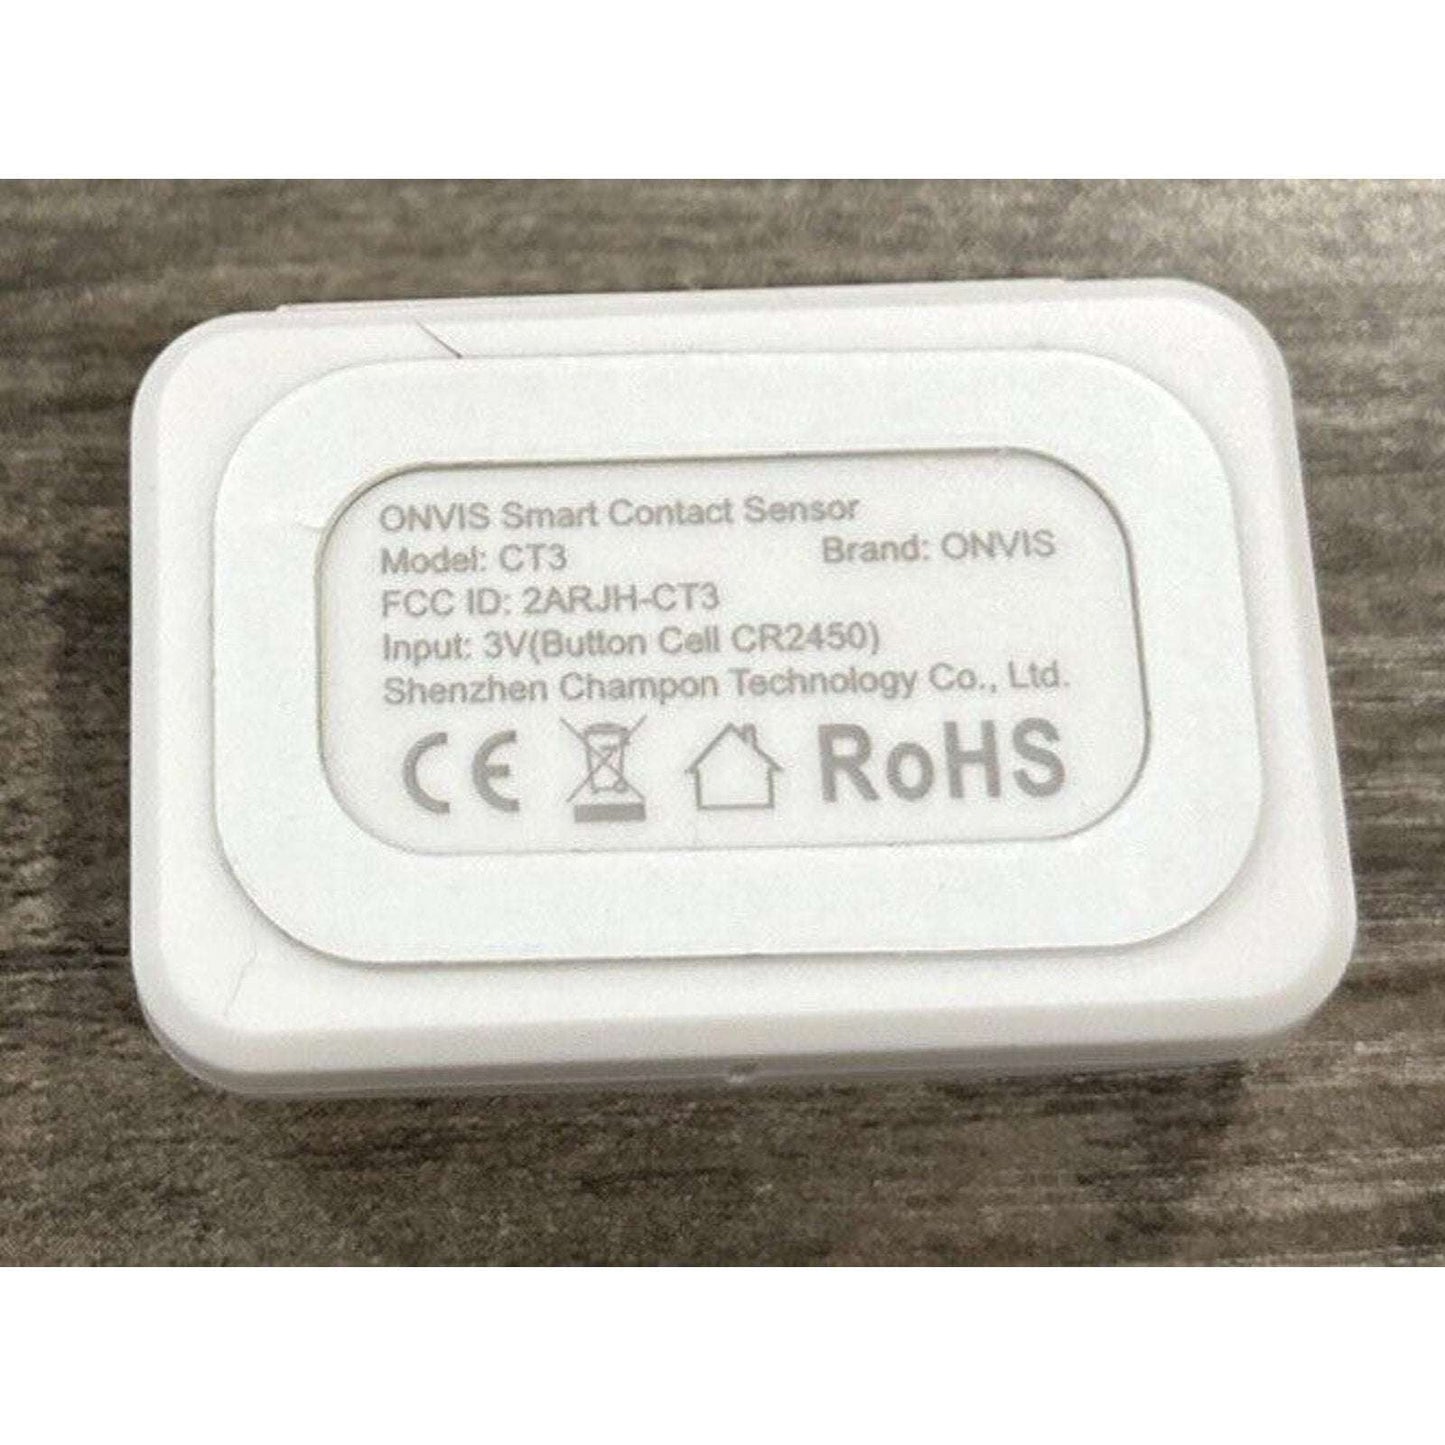 ONVIS Smart Contact Sensor
Model: CT3 Brand: ONVIS
FCC ID: 2ARJH-CT3
Input: 3V(Button Cell CR2450)
Shenzhen Champon Technology Co., Ltd.
CE RoHS